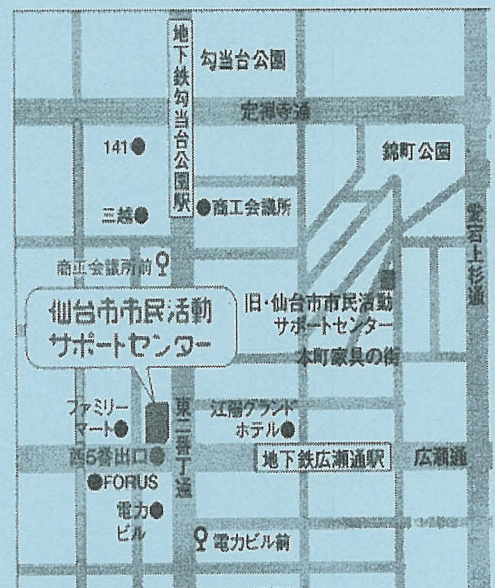 地下鉄勾当台公園駅
勾当台公園
定禅寺通
141
錦町公園
三越
商工会議所
愛宕上杉通
商工会議所前
仙台市市民活動
サポートセンター
旧・仙台市市民活動
サポートセンター
本町家具の街
ファミリー
マート
東二番丁通
江陽グランド
ホテル
西5番出口
地下鉄広瀬通駅
広瀬通
FORUS
電力
ビル
電力ビル前